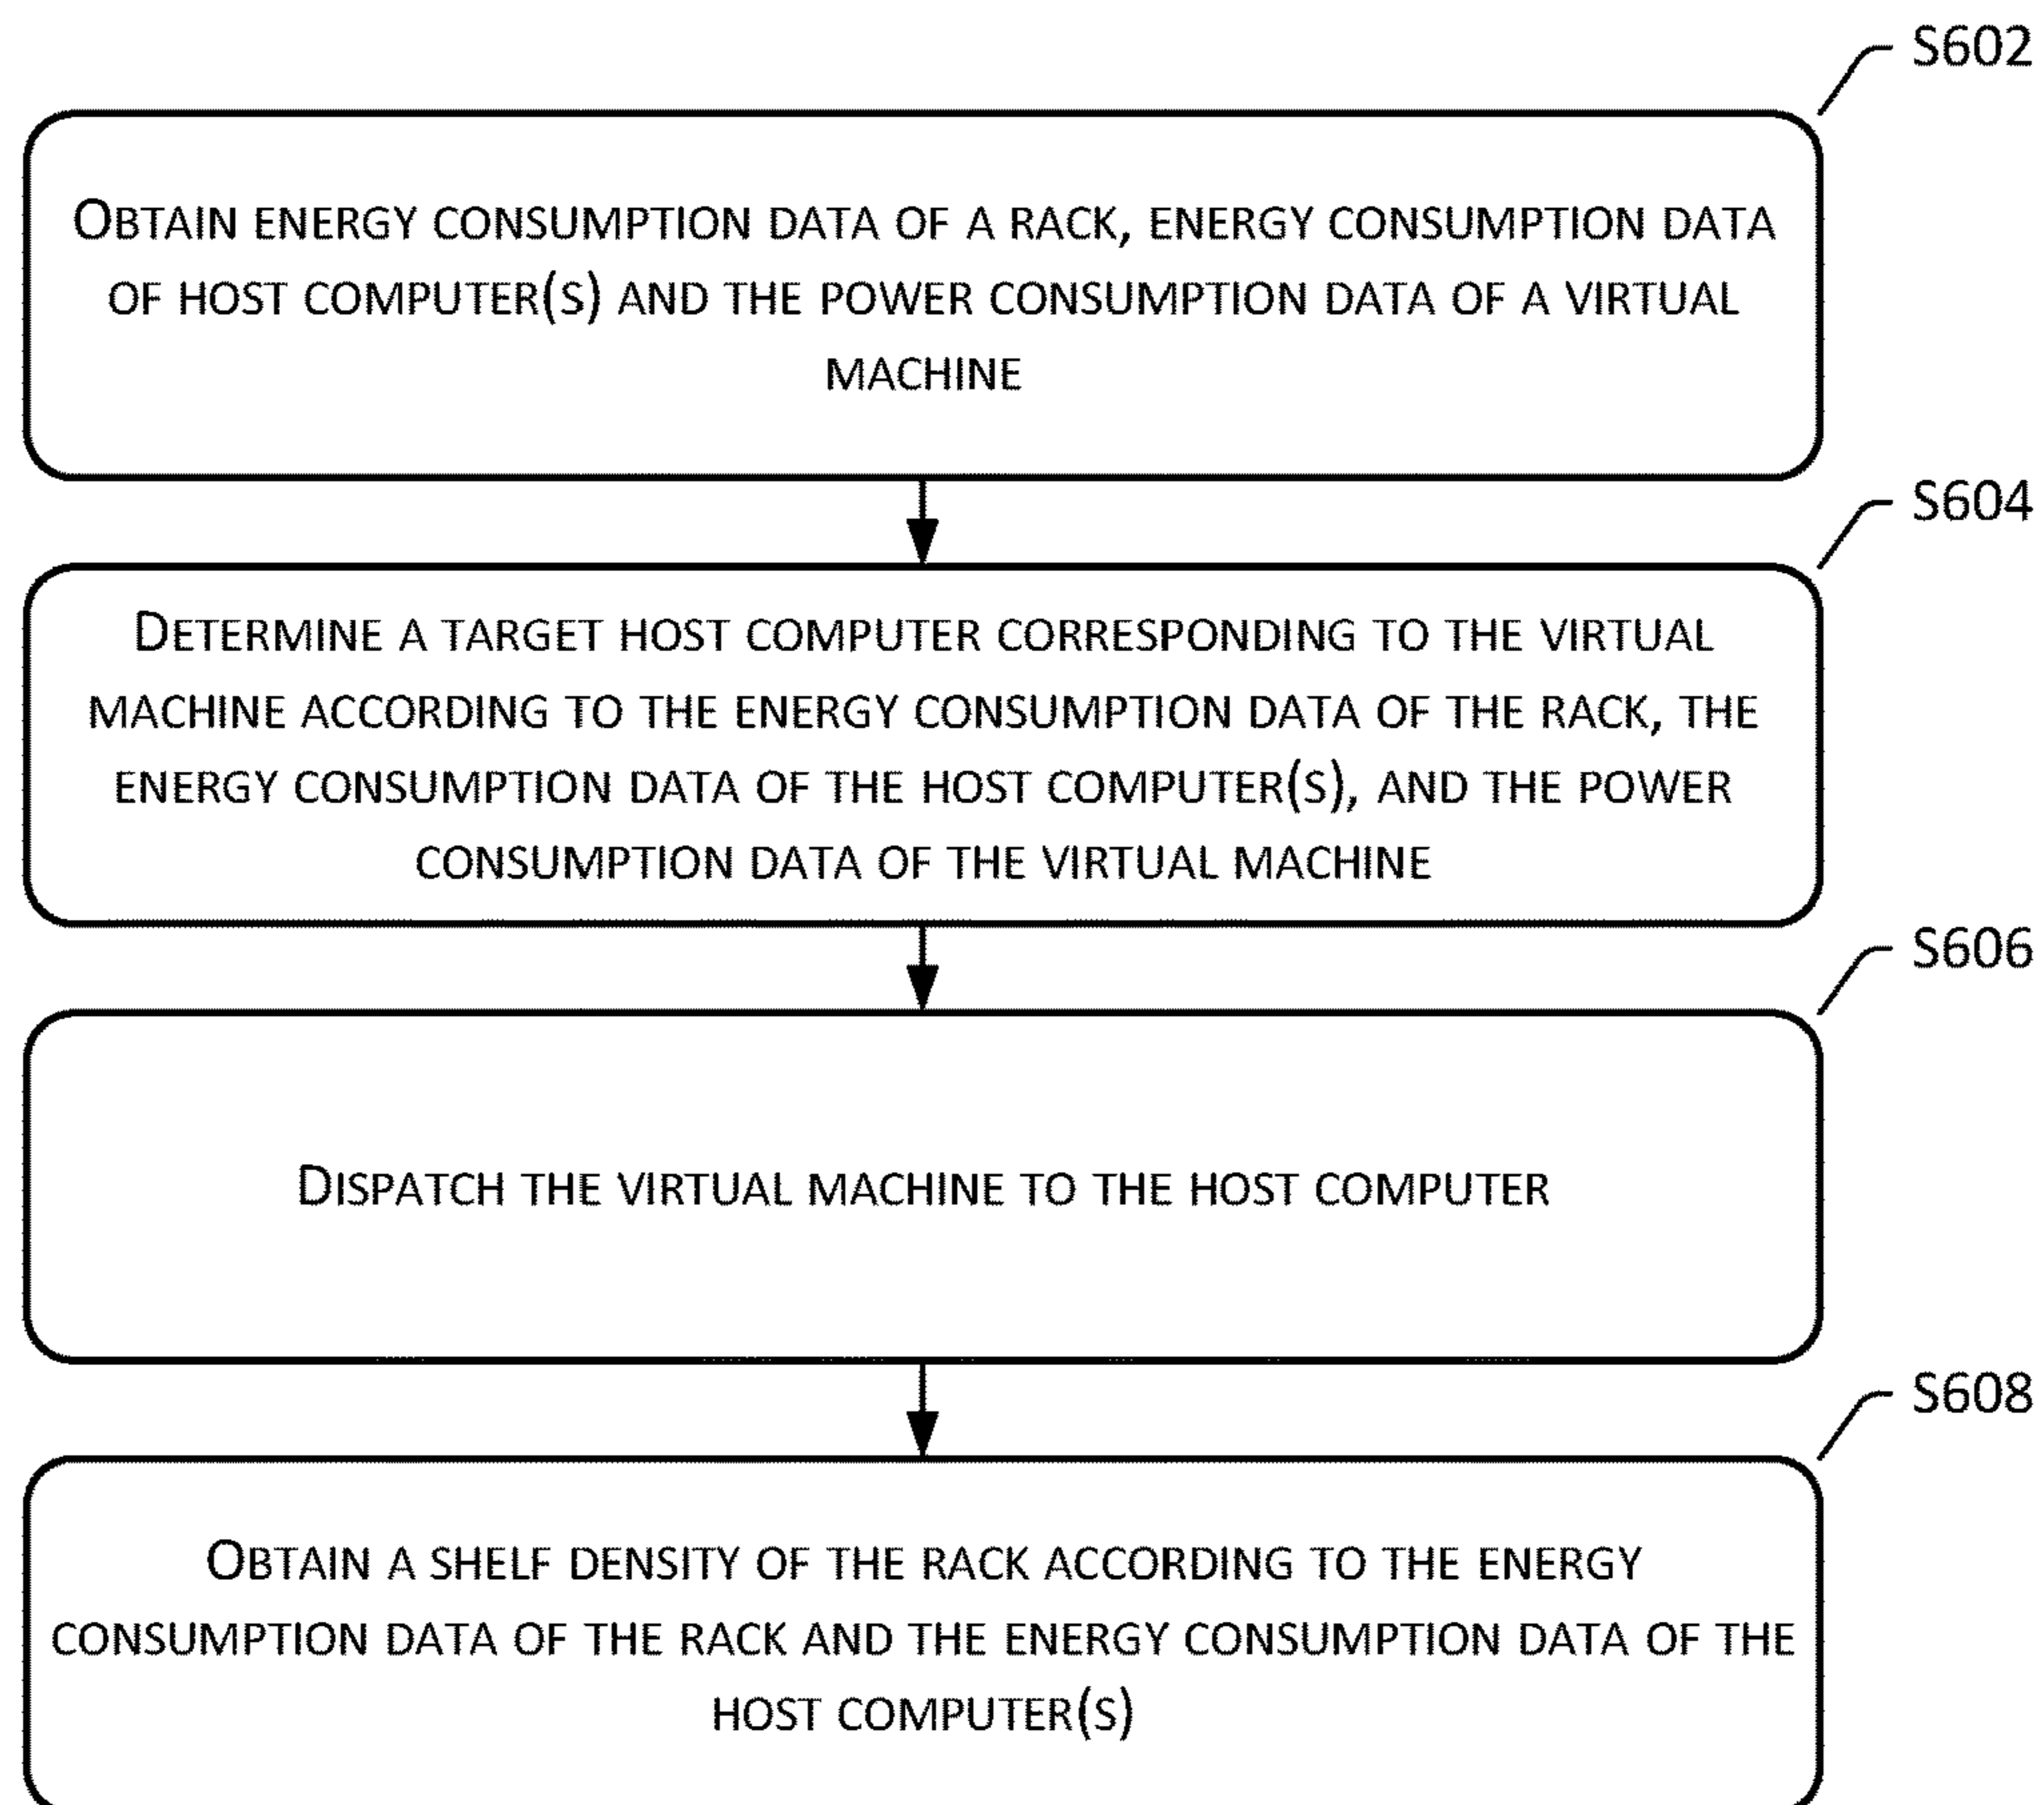 S602
OBTAIN ENERGY CONSUMPTION DATA OF A RACK, ENERGY CONSUMPTION DATA
OF HOST COMPUTER(S) AND THE POWER CONSUMPTION DATA OF A VIRTUAL
MACHINE
S604
DETERMINE A TARGET HOST COMPUTER CORRESPONDING TO THE VIRTUAL
MACHINE ACCORDING TO THE ENERGY CONSUMPTION DATA OF THE RACK, THE
ENERGY CONSUMPTION DATA OF THE HOST COMPUTER(S), AND THE POWER
CONSUMPTION DATA OF THE VIRTUAL MACHINE
S606
DISPATCH THE VIRTUAL MACHINE TO THE HOST COMPUTER
S608
OBTAIN A SHELF DENSITY OF THE RACK ACCORDING TO THE ENERGY
CONSUMPTION DATA OF THE RACK AND THE ENERGY CONSUMPTION DATA OF THE
HOST COMPUTER(S)